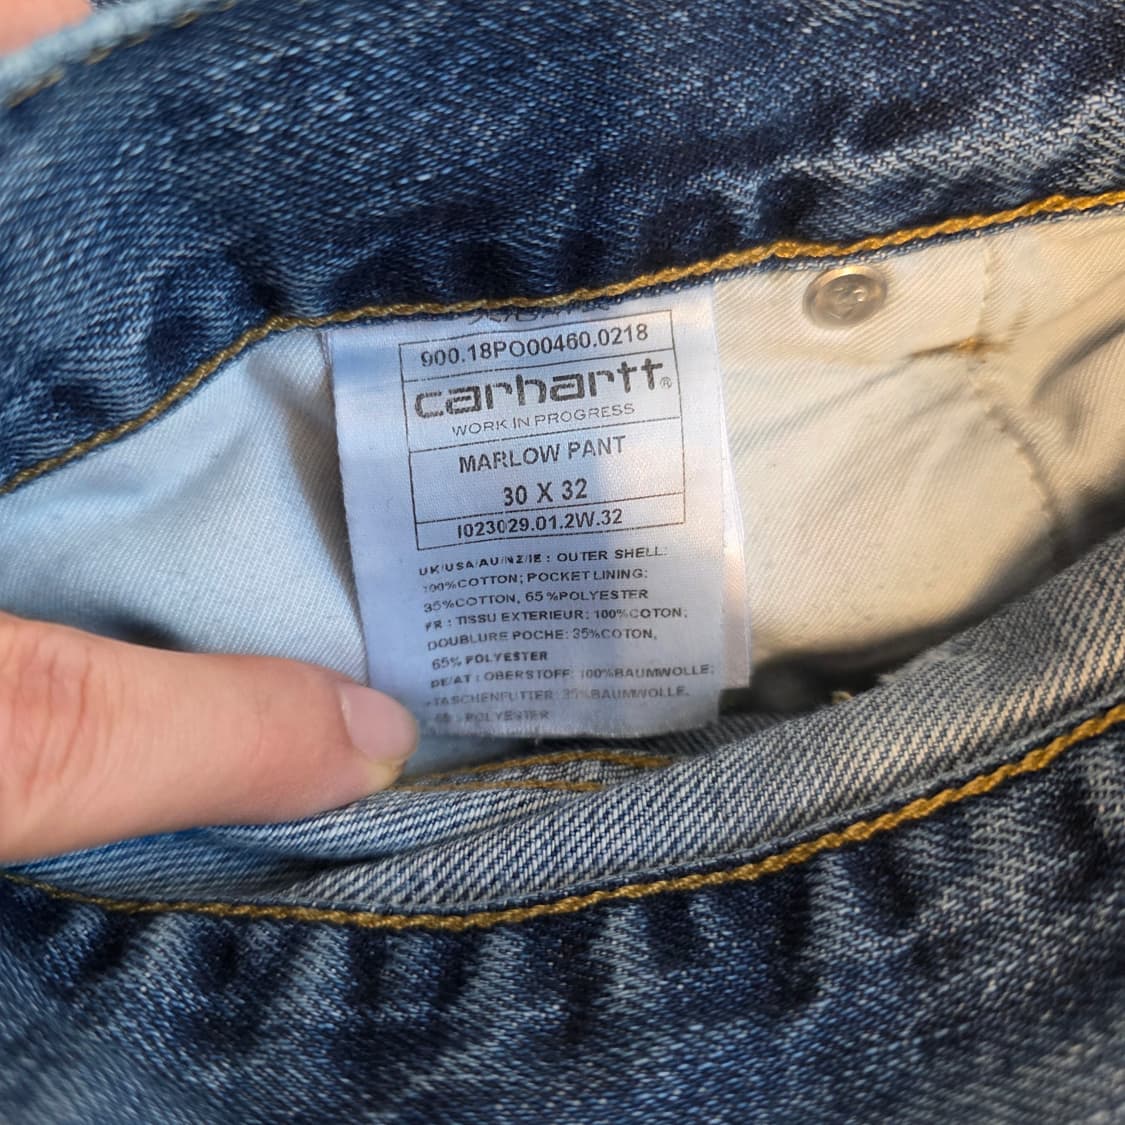 900.18PO00460.0218
carhartt®
WORK IN PROGRESS
MARLOW PANT
30 X 32
I023029.01.2W.32
UK/USA/AU/NZ/IE : OUTER SHELL:
100%COTTON; POCKET LINING:
35%COTTON, 65%POLYESTER
FR : TISSU EXTERIEUR: 100%COTON;
DOUBLURE POCHE: 35%COTON,
65% POLYESTER
DE/AT : OBERSTOFF: 100%BAUMWOLLE;
TASCHENFUTTER: 35%BAUMWOLLE,
65%POLYESTER